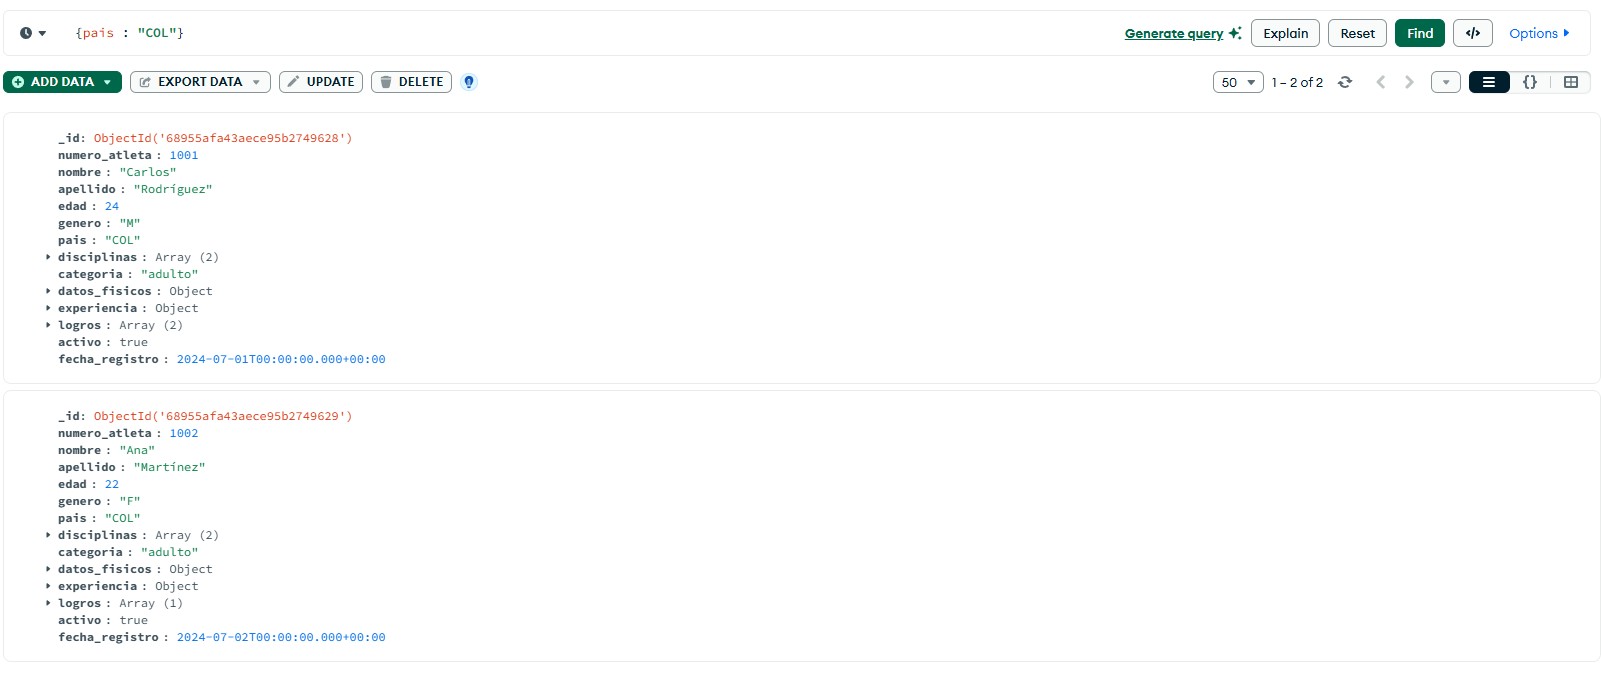 {pais : "COL"}
Generate query Explain Reset Find </> Options
ADD DATA EXPORT DATA UPDATE DELETE 50 1 – 2 of 2 {}
_id: ObjectId('68955afa43aece95b2749628')
numero_atleta : 1001
nombre : "Carlos"
apellido : "Rodríguez"
edad : 24
genero : "M"
pais : "COL"
disciplinas : Array (2)
categoria : "adulto"
datos_fisicos : Object
experiencia : Object
logros : Array (2)
activo : true
fecha_registro : 2024-07-01T00:00:00.000+00:00
_id: ObjectId('68955afa43aece95b2749629')
numero_atleta : 1002
nombre : "Ana"
apellido : "Martínez"
edad : 22
genero : "F"
pais : "COL"
disciplinas : Array (2)
categoria : "adulto"
datos_fisicos : Object
experiencia : Object
logros : Array (1)
activo : true
fecha_registro : 2024-07-02T00:00:00.000+00:00